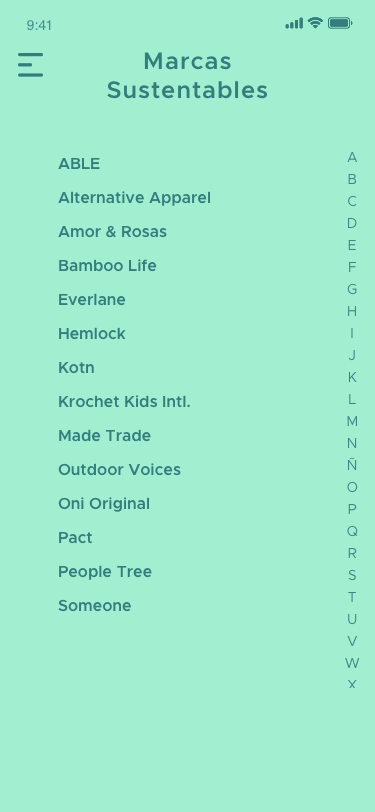 9:41
Marcas
Sustentables
ABLE
Alternative Apparel
Amor & Rosas
Bamboo Life
Everlane
Hemlock
Kotn
Krochet Kids Intl.
Made Trade
Outdoor Voices
Oni Original
Pact
People Tree
Someone
A
B
C
D
E
F
G
H
I
J
K
L
M
N
Ñ
O
P
Q
R
S
T
U
V
W
X